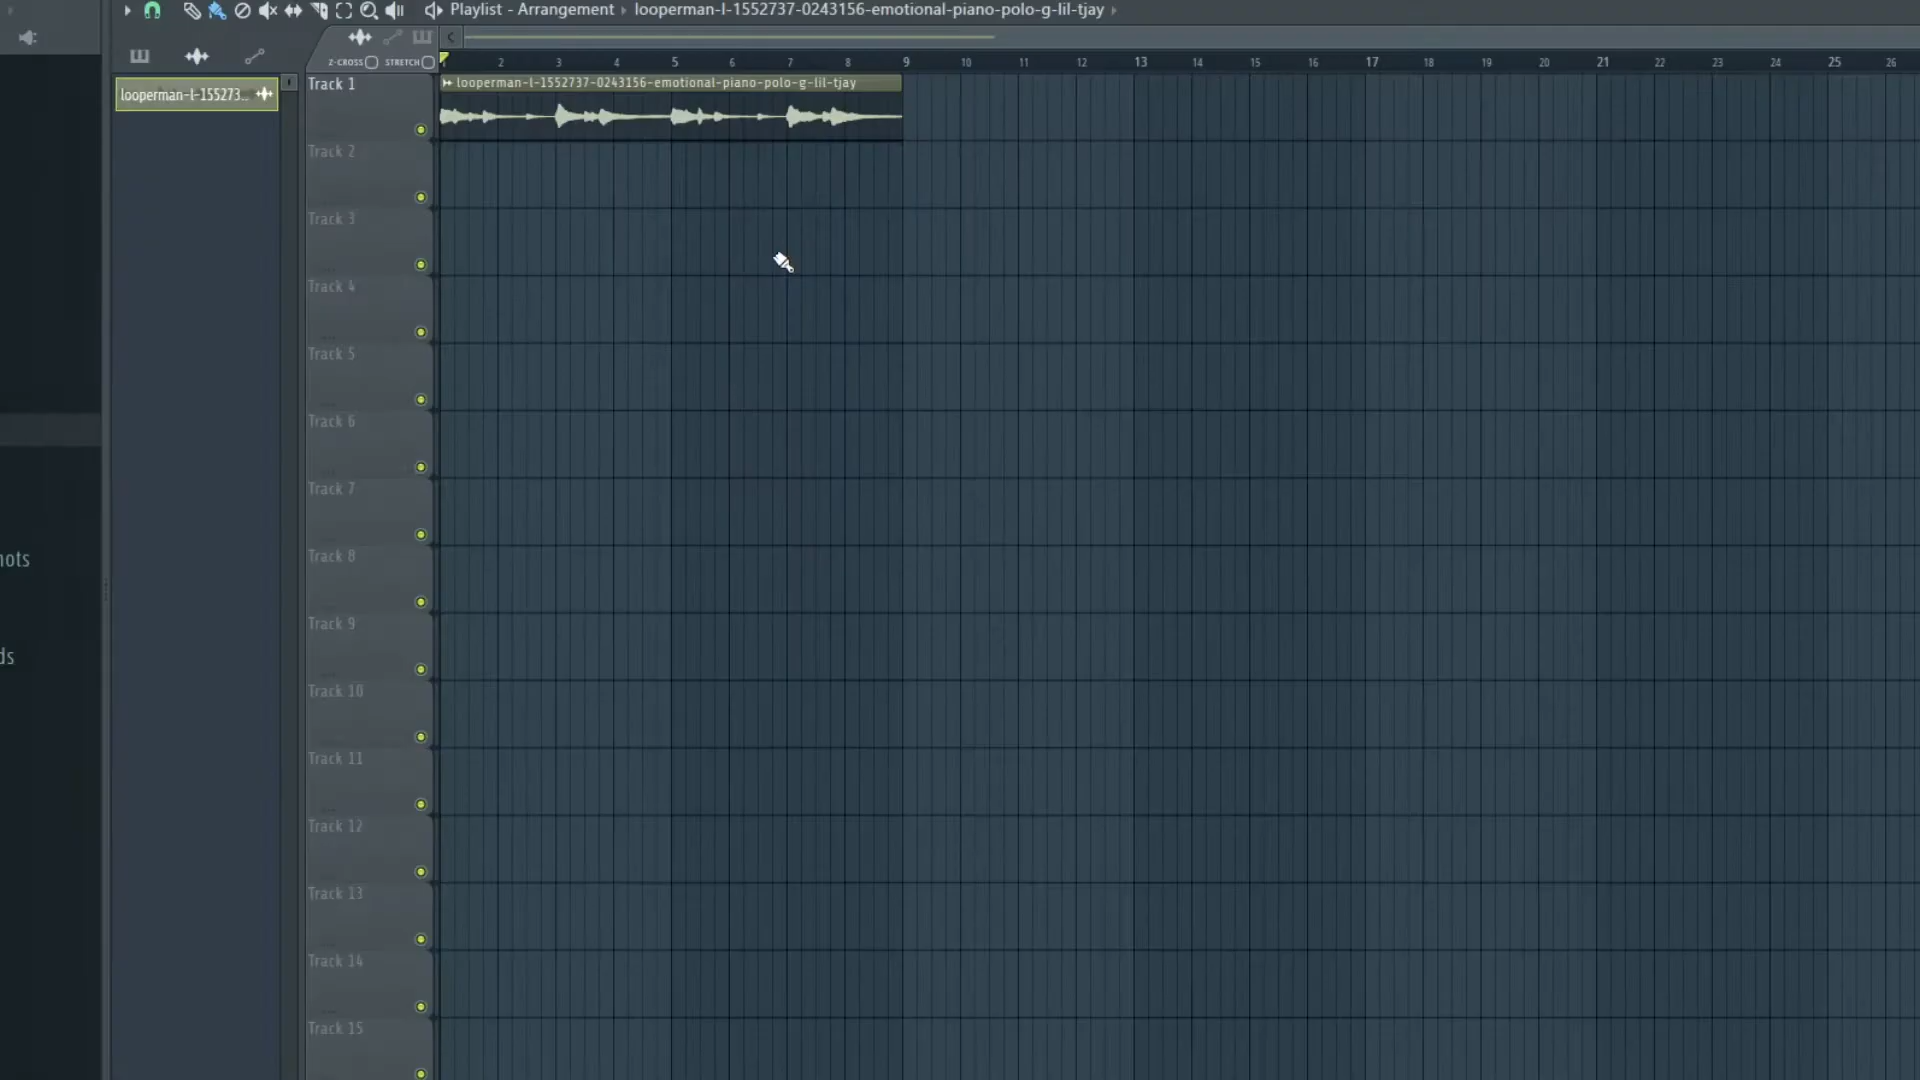 Playlist - Arrangement › looperman-l-1552737-0243156-emotional-piano-polo-g-lil-tjay ›
Z-CROSS STRETCH
2 3 4 5 6 7 8 9 10 11 12 13 14 15 16 17 18 19 20 21 22 23 24 25 26
looperman-l-155273..
Track 1
looperman-l-1552737-0243156-emotional-piano-polo-g-lil-tjay
Track 2
Track 3
Track 4
Track 5
Track 6
Track 7
Track 8
nots
Track 9
ds
Track 10
Track 11
Track 12
Track 13
Track 14
Track 15